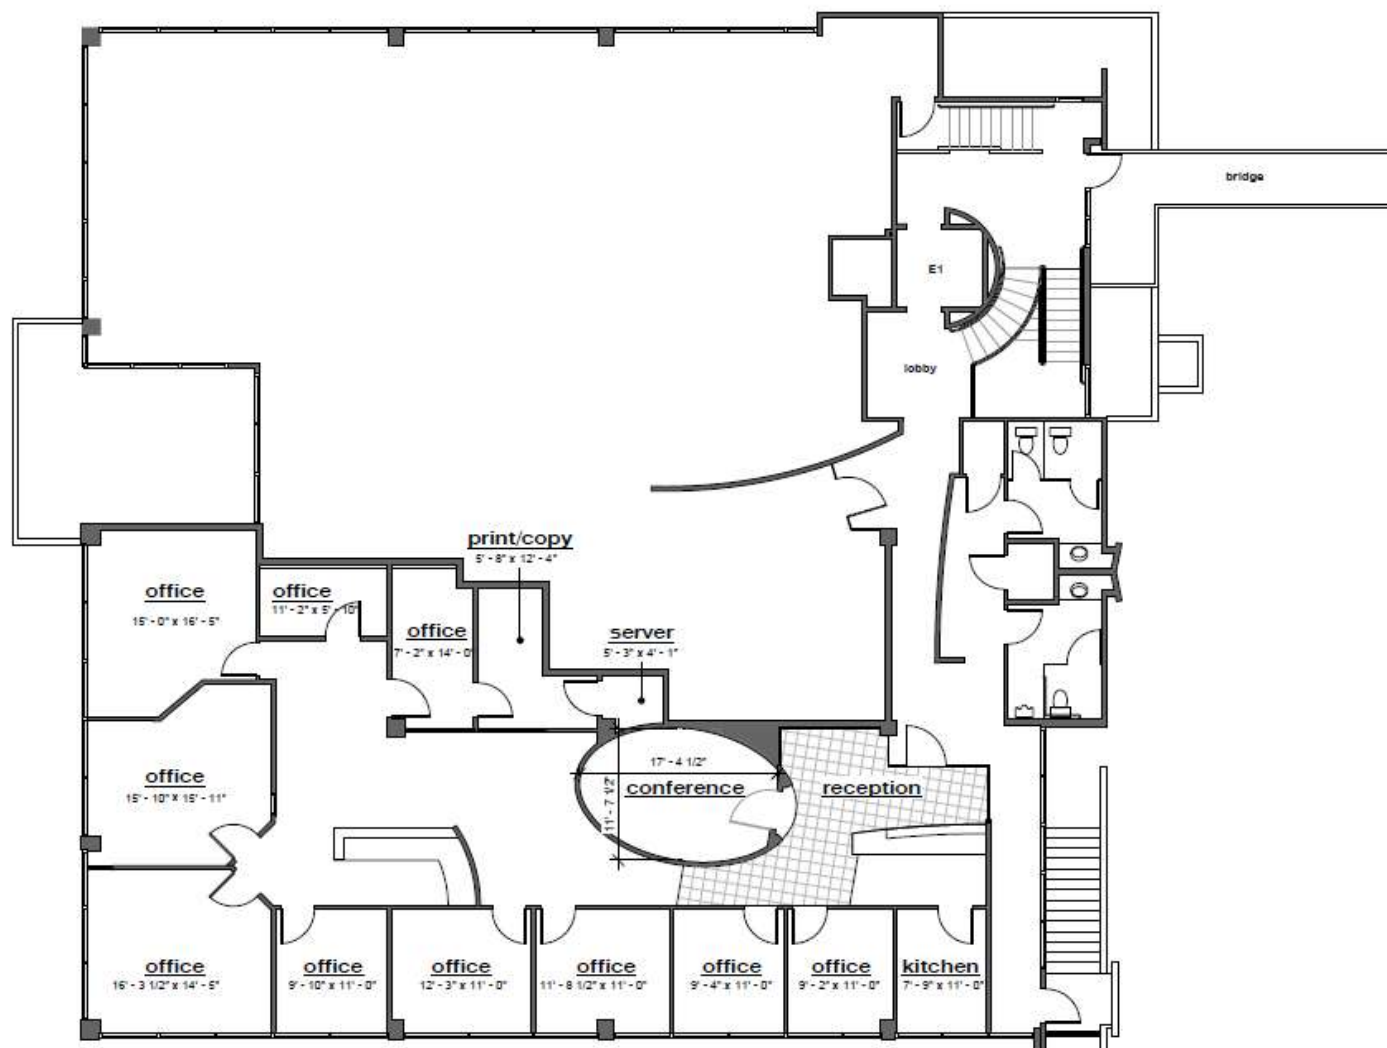 bridge
E1
lobby
print/copy
5' - 8" x 12' - 4"
office
15' - 0" x 16' - 5"
office
11' - 2" x 5' - 10"
office
7' - 2" x 14' - 0"
server
5' - 3" x 4' - 1"
office
15' - 10" x 15' - 11"
17' - 4 1/2"
conference
11' - 7 1/2"
reception
office
16' - 3 1/2" x 14' - 5"
office
9' - 10" x 11' - 0"
office
12' - 3" x 11' - 0"
office
11' - 8 1/2" x 11' - 0"
office
9' - 4" x 11' - 0"
office
9' - 2" x 11' - 0"
kitchen
7' - 9" x 11' - 0"